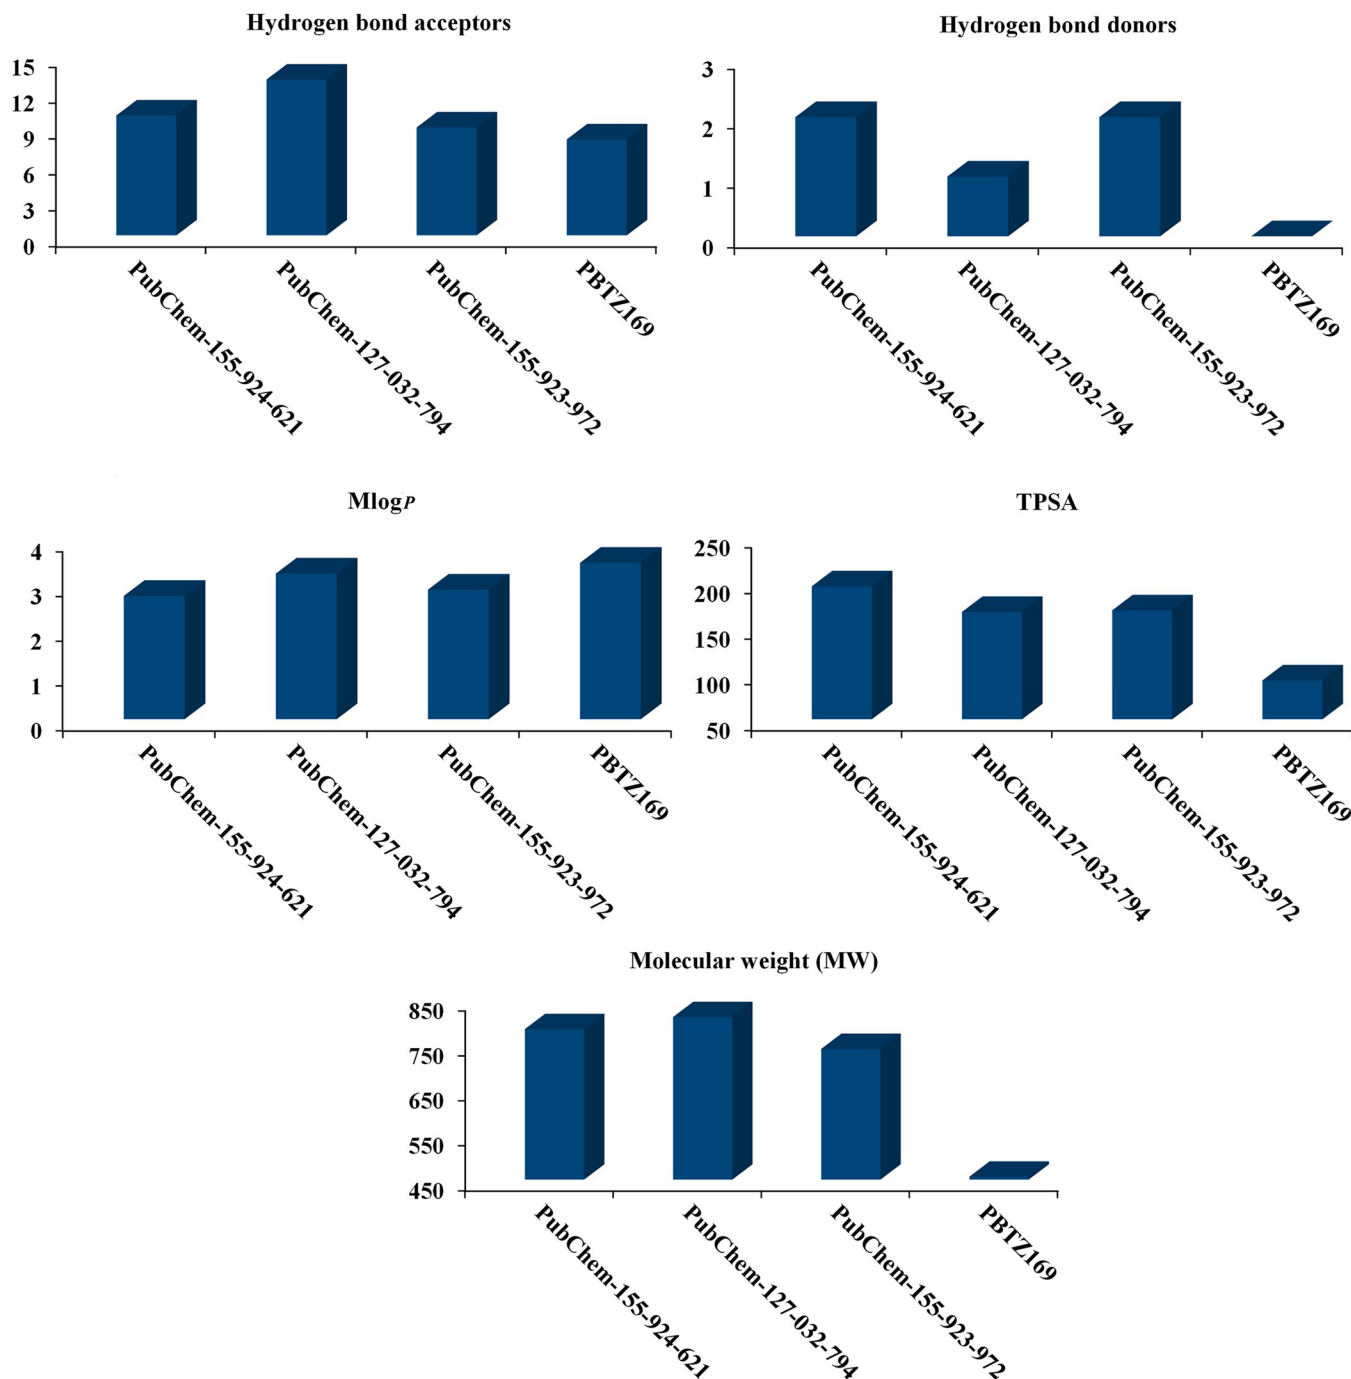 Hydrogen bond acceptors
15
12
9
6
3
0
PubChem-155-924-621
PubChem-127-032-794
PubChem-155-923-972
PBTZ169
Hydrogen bond donors
3
2
1
0
PubChem-155-924-621
PubChem-127-032-794
PubChem-155-923-972
PBTZ169
MlogP
4
3
2
1
0
PubChem-155-924-621
PubChem-127-032-794
PubChem-155-923-972
PBTZ169
TPSA
250
200
150
100
50
PubChem-155-924-621
PubChem-127-032-794
PubChem-155-923-972
PBTZ169
Molecular weight (MW)
850
750
650
550
450
PubChem-155-924-621
PubChem-127-032-794
PubChem-155-923-972
PBTZ169